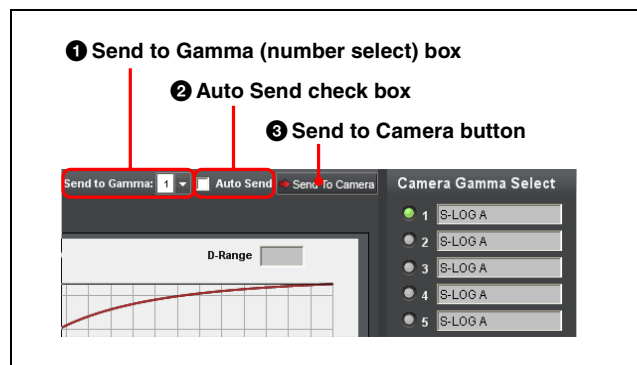 ❶ Send to Gamma (number select) box
❷ Auto Send check box
❸ Send to Camera button
Send to Gamma: 1 Auto Send Send To Camera
Camera Gamma Select
D-Range
1 S-LOG A
2 S-LOG A
3 S-LOG A
4 S-LOG A
5 S-LOG A